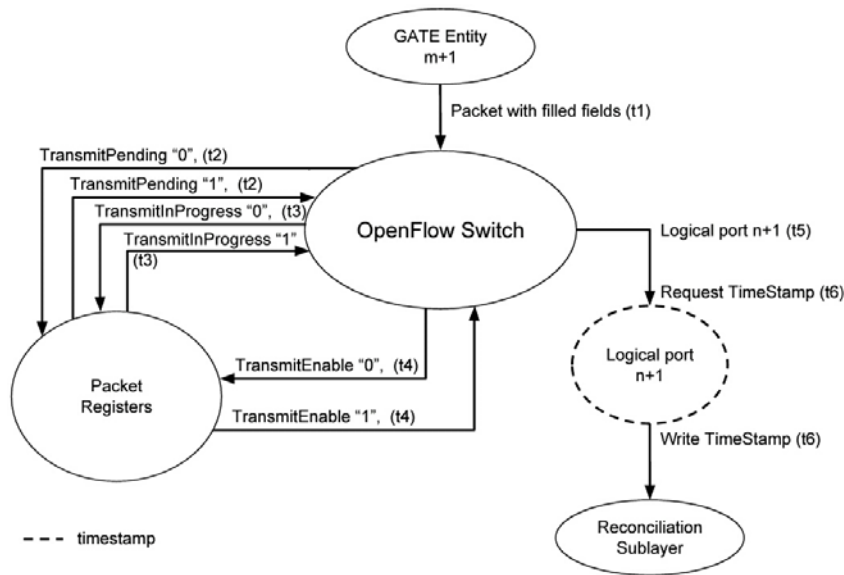 GATE Entity
m+1
Packet with filled fields (t1)
TransmitPending “0”, (t2)
TransmitPending “1”, (t2)
TransmitInProgress “0”, (t3)
TransmitInProgress “1”
(t3)
OpenFlow Switch
Logical port n+1 (t5)
Request TimeStamp (t6)
Logical port
n+1
TransmitEnable “0”, (t4)
Packet
Registers
TransmitEnable “1”, (t4)
Write TimeStamp (t6)
Reconciliation
Sublayer
timestamp